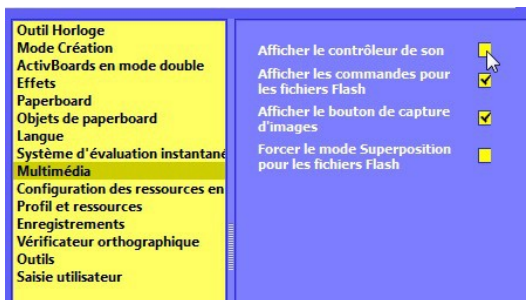 Outil Horloge
Mode Création
ActivBoards en mode double
Effets
Paperboard
Objets de paperboard
Langue
Système d'évaluation instantané
Multimédia
Configuration des ressources en
Profil et ressources
Enregistrements
Vérificateur orthographique
Outils
Saisie utilisateur
Afficher le contrôleur de son
Afficher les commandes pour
les fichiers Flash
Afficher le bouton de capture
d'images
Forcer le mode Superposition
pour les fichiers Flash